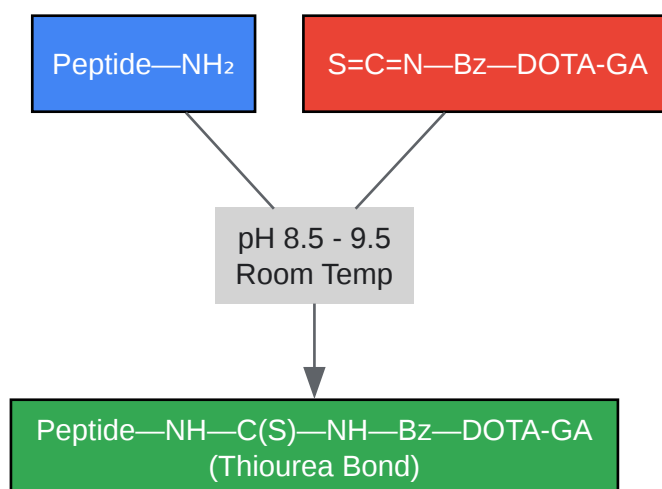 Peptide—NH₂
S=C=N—Bz—DOTA-GA
pH 8.5 - 9.5
Room Temp
Peptide—NH—C(S)—NH—Bz—DOTA-GA
(Thiourea Bond)